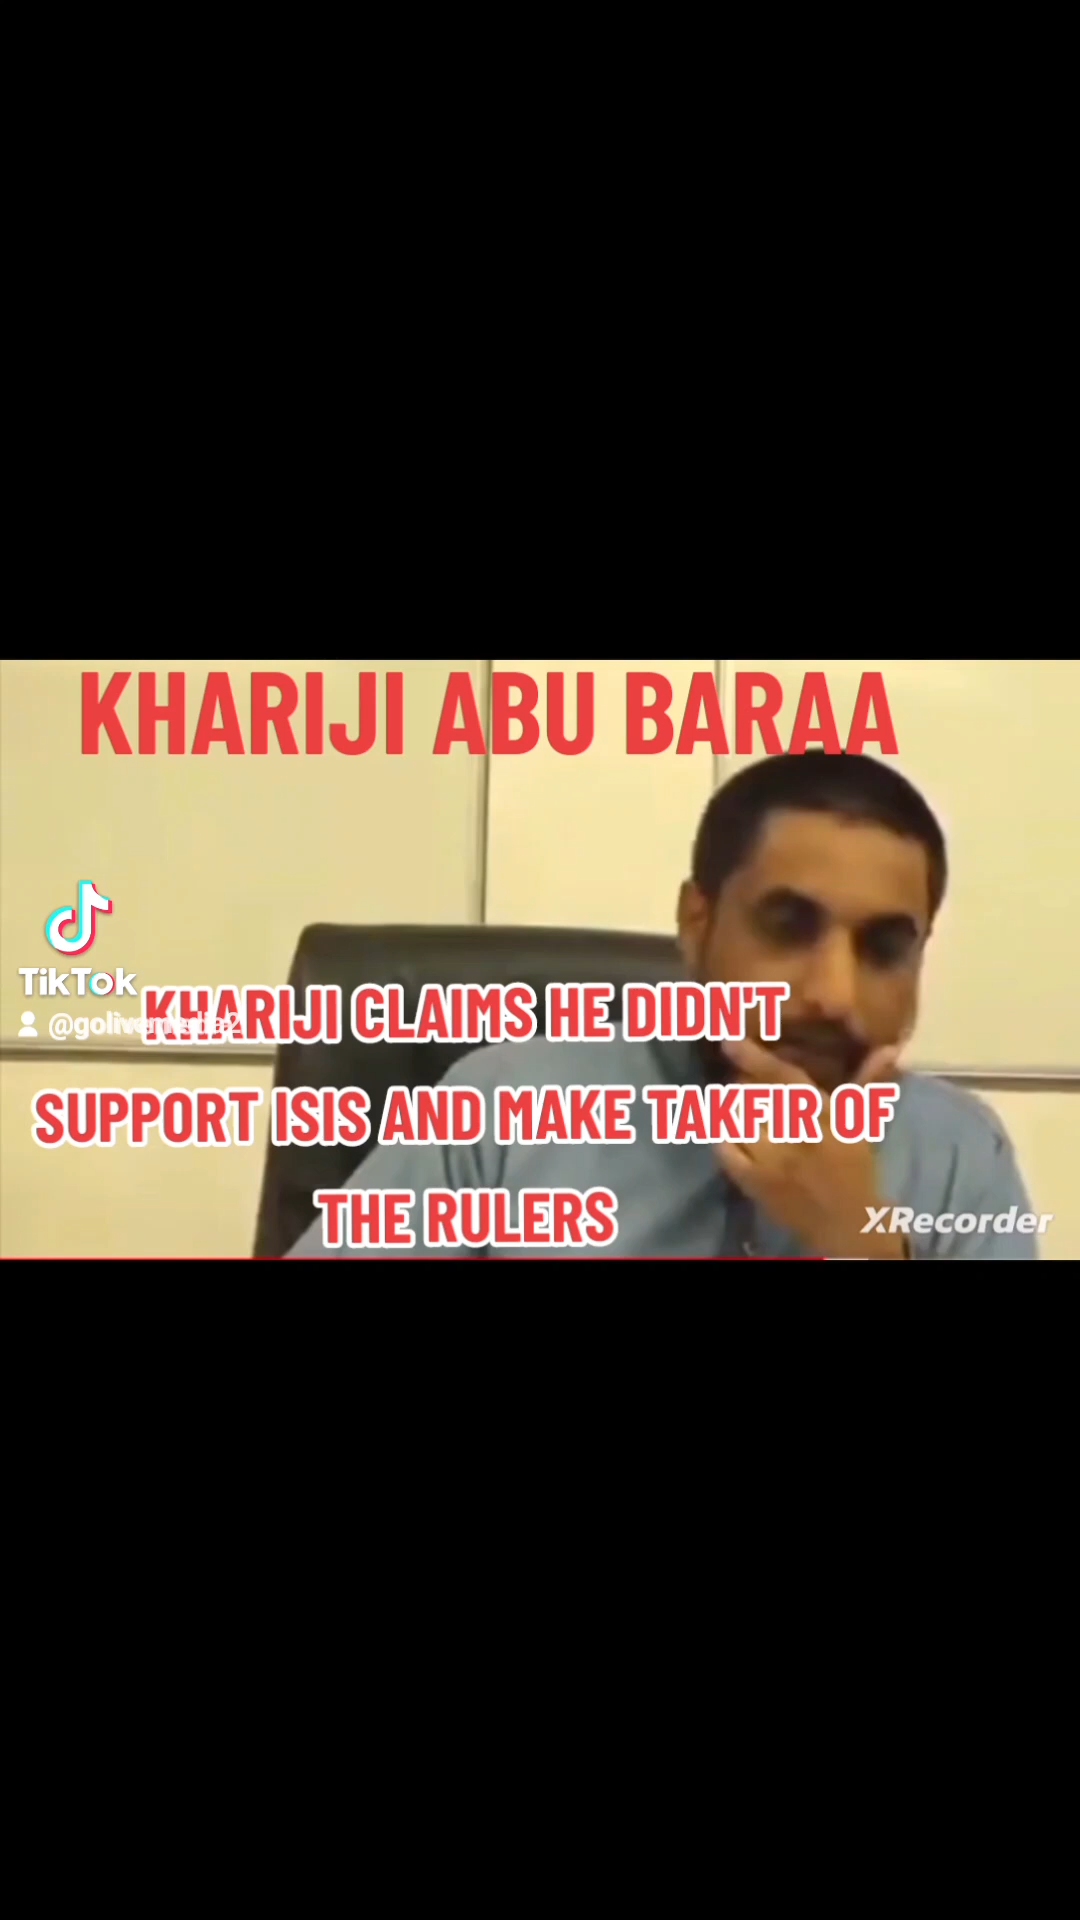 KHARIJI ABU BARAA
TikTok
KHARIJI CLAIMS HE DIDN'T
SUPPORT ISIS AND MAKE TAKFIR OF
THE RULERS
XRecorder